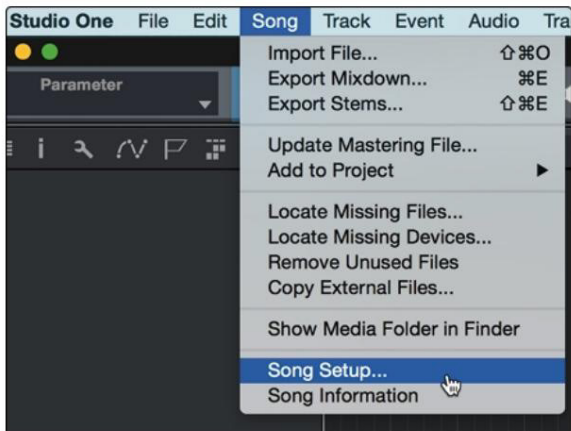 Studio One File Edit Song Track Event Audio Tra
Parameter
Import File... ⇧⌘O
Export Mixdown... ⌘E
Export Stems... ⇧⌘E
Update Mastering File...
Add to Project ▶
Locate Missing Files...
Locate Missing Devices...
Remove Unused Files
Copy External Files...
Show Media Folder in Finder
Song Setup...
Song Information